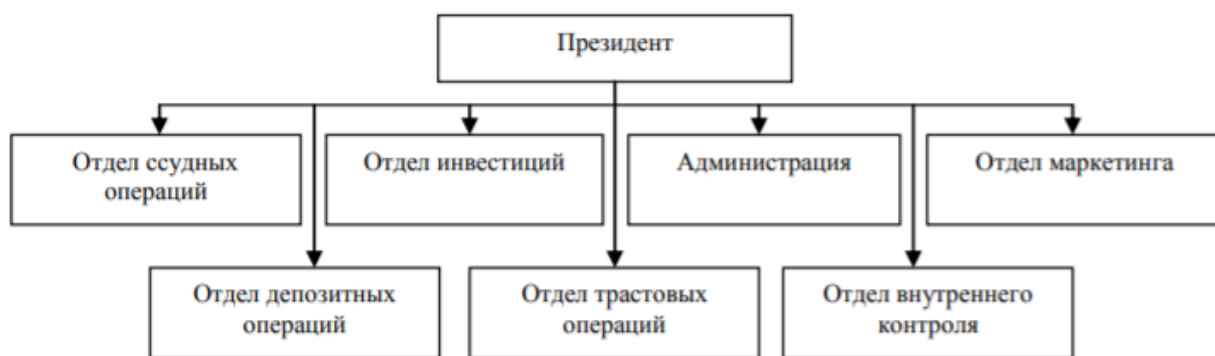 Президент
Отдел ссудных
операций
Отдел инвестиций
Администрация
Отдел маркетинга
Отдел депозитных
операций
Отдел трастовых
операций
Отдел внутреннего
контроля